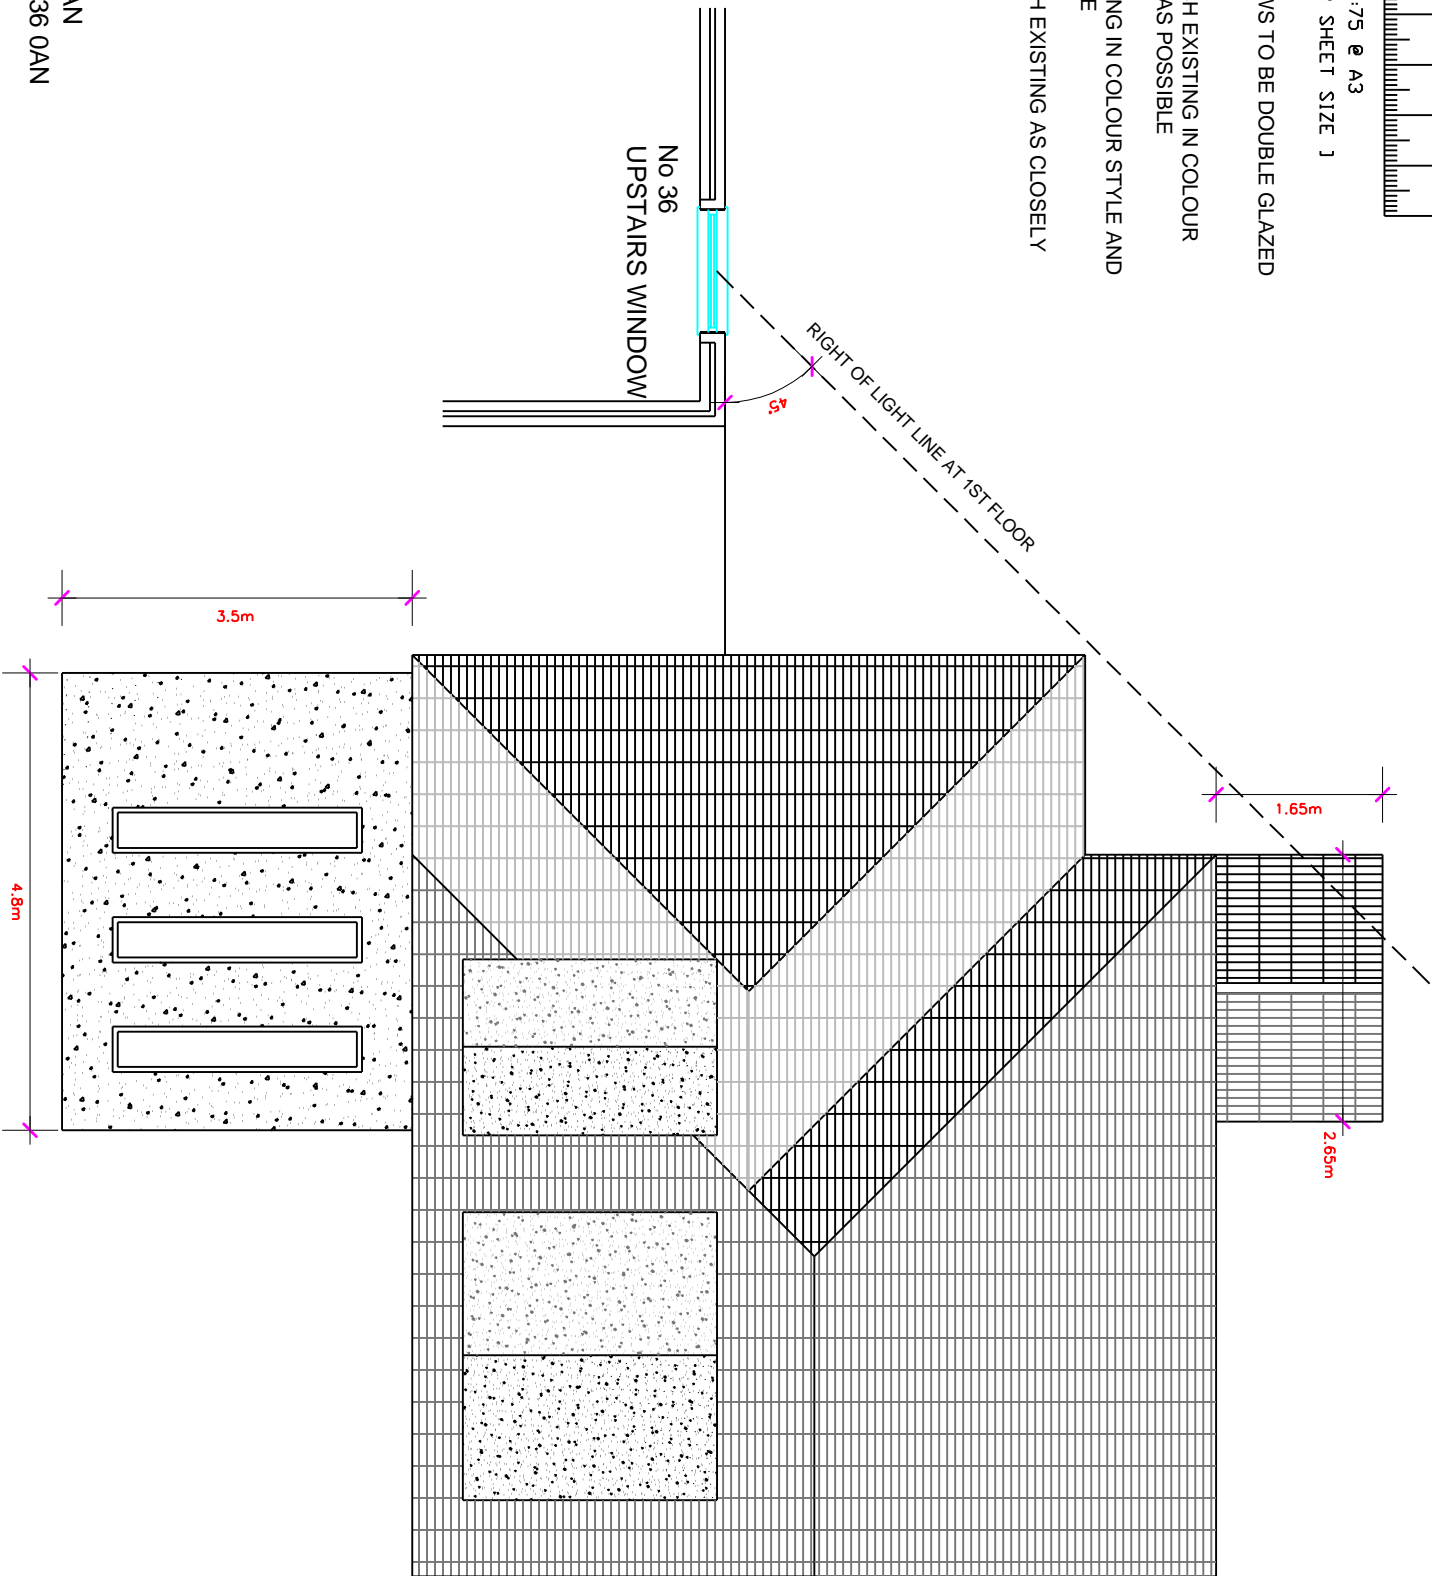 :75 @ A3
SHEET SIZE ]
WS TO BE DOUBLE GLAZED
H EXISTING IN COLOUR
AS POSSIBLE
NG IN COLOUR STYLE AND
E
H EXISTING AS CLOSELY
No 36
UPSTAIRS WINDOW
RIGHT OF LIGHT LINE AT 1ST FLOOR
45°
3.5m
4.8m
1.65m
2.65m
AN
36 0AN